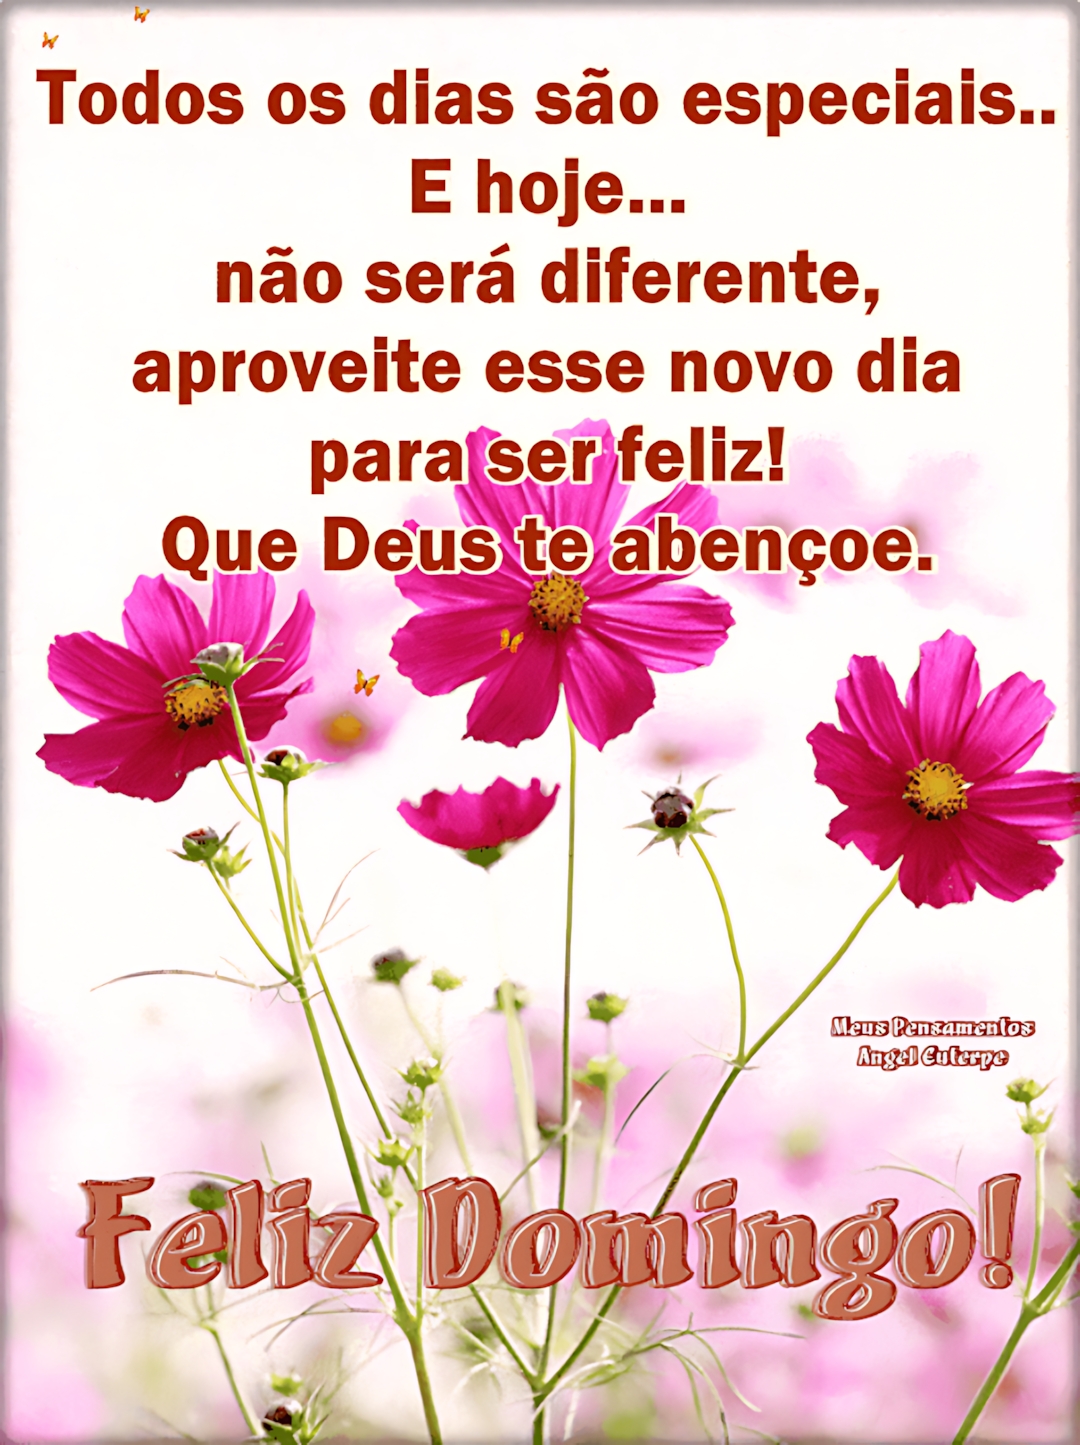 Todos os dias são especiais..
E hoje...
não será diferente,
aproveite esse novo dia
para ser feliz!
Que Deus te abençoe.
Meus Pensamentos
Angel Euterpe
Feliz Domingo!